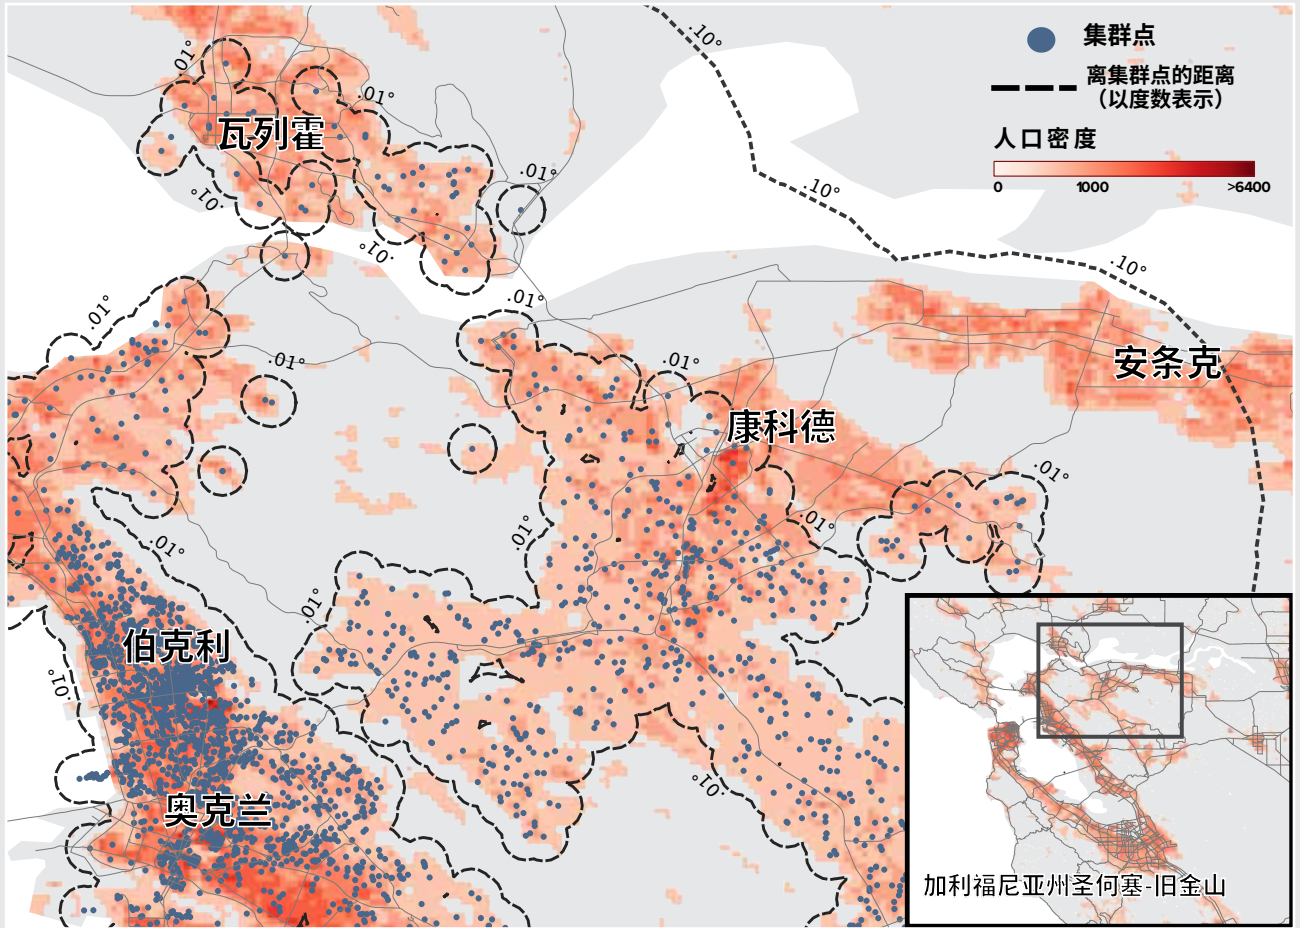 集群点
离集群点的距离
（以度数表示）
人口密度
0 1000 >6400
.10°
.10°
.10°
.01°
.01°
瓦列霍
.01°
.01°
.01°
.01°
.01°
.01°
.01°
安条克
康科德
.01°
.01°
.01°
.01°
.01°
伯克利
.01°
.01°
奥克兰
加利福尼亚州圣何塞-旧金山